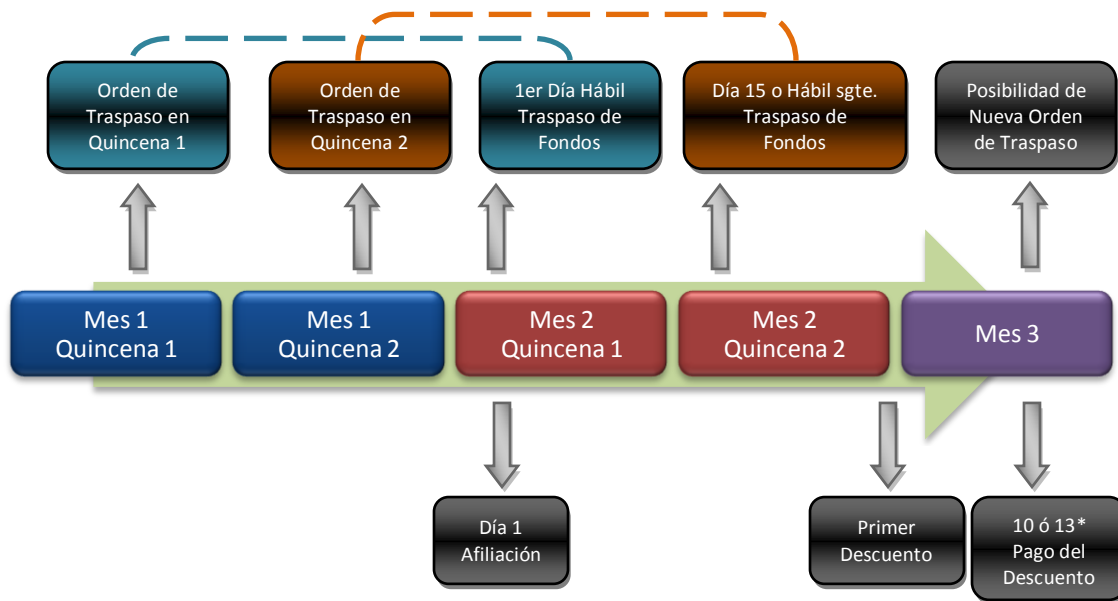 Orden de
Traspaso en
Quincena 1
Orden de
Traspaso en
Quincena 2
1er Día Hábil
Traspaso de
Fondos
Día 15 o Hábil sgte.
Traspaso de
Fondos
Posibilidad de
Nueva Orden
de Traspaso
Mes 1
Quincena 1
Mes 1
Quincena 2
Mes 2
Quincena 1
Mes 2
Quincena 2
Mes 3
Día 1
Afiliación
Primer
Descuento
10 ó 13*
Pago del
Descuento